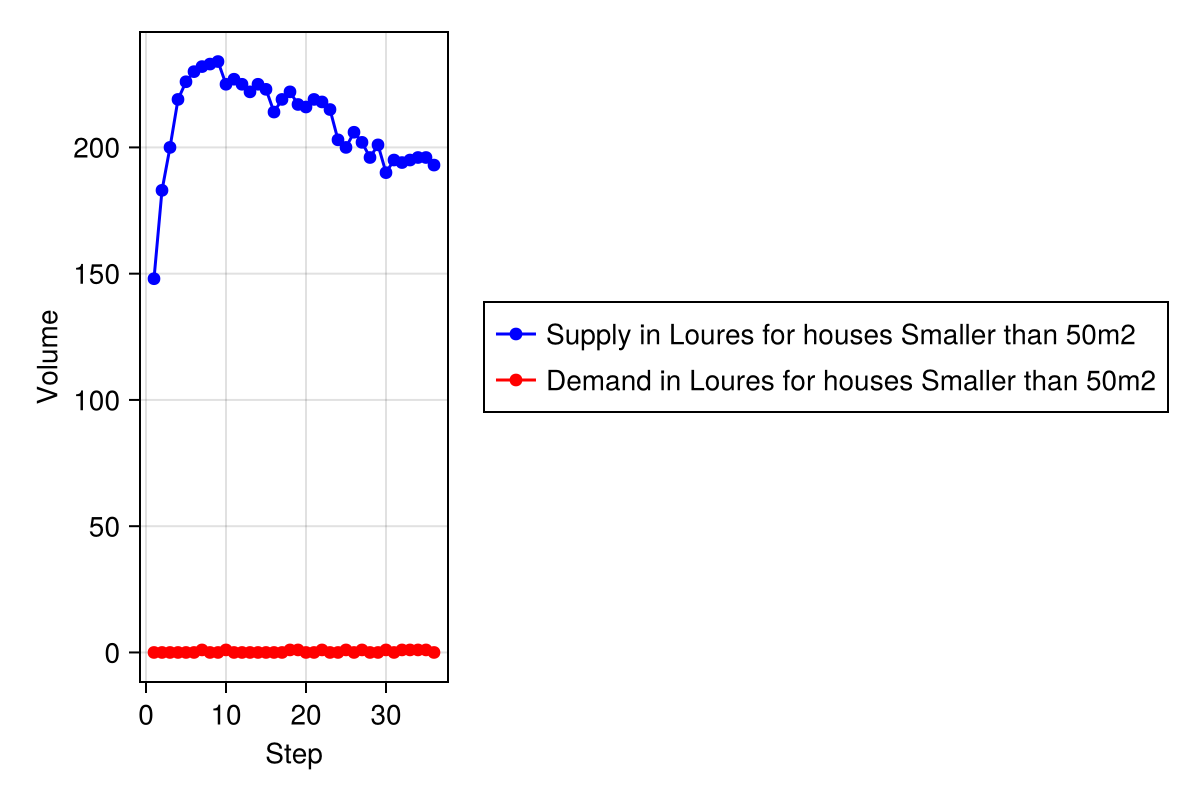 Volume
200
150
100
50
0
0 10 20 30
Step
Supply in Loures for houses Smaller than 50m2
Demand in Loures for houses Smaller than 50m2